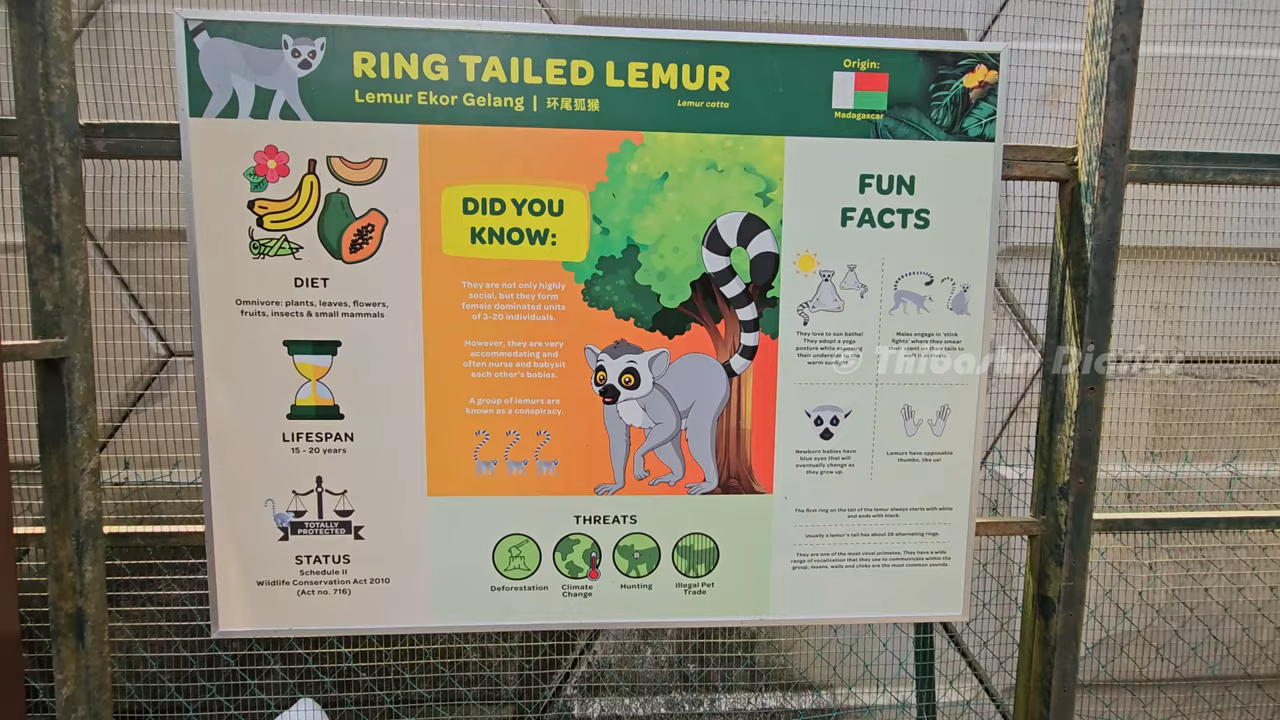 RING TAILED LEMUR
Lemur Ekor Gelang | 环尾狐猴
Lemur catta
Origin:
Madagascar
DIET
Omnivore: plants, leaves, flowers,
fruits, insects & small mammals
LIFESPAN
15 - 20 years
TOTALLY
PROTECTED
STATUS
Schedule II
Wildlife Conservation Act 2010
(Act no. 716)
DID YOU
KNOW:
They are not only highly
social, but they form
female dominated units
of 3-20 individuals.
However, they are very
accommodating and
often nurse and babysit
each other's babies.
A group of lemurs are
known as a conspiracy.
THREATS
Deforestation
Climate
Change
Hunting
Illegal Pet
Trade
FUN
FACTS
They love to sun bathe!
They adopt a yoga
posture while exposing
their underside to the
warm sunlight.
Males engage in 'stink
fights' where they smear
their scent on their tails to
waft at rivals.
Newborn babies have
blue eyes that will
eventually change as
they grow up.
Lemurs have opposable
thumbs, like us!
The first ring on the tail of the lemur always starts with white
and ends with black.
Usually a lemur's tail has about 26 alternating rings.
They are one of the most vocal primates. They have a wide
range of vocalisation that they use to communicate within the
group; moans, wails and clicks are the most common sounds.